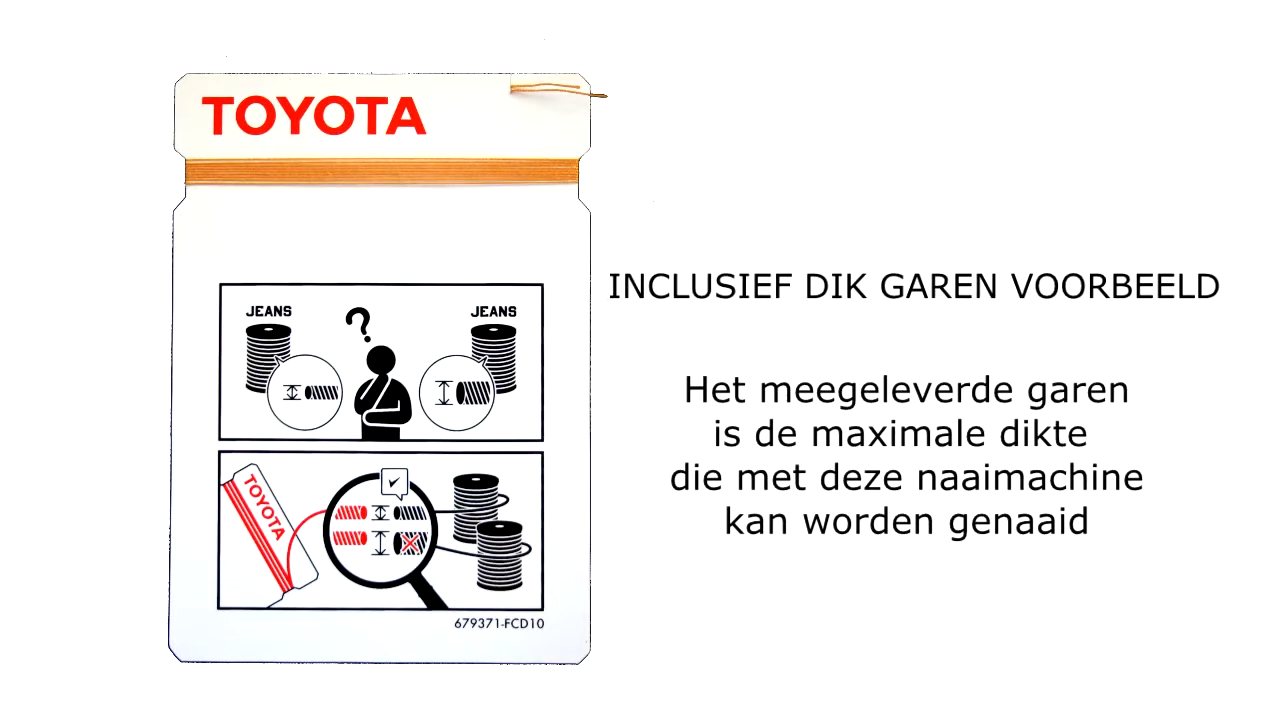 TOYOTA
JEANS
?
JEANS
TOYOTA
679371-FCD10
INCLUSIEF DIK GAREN VOORBEELD
Het meegeleverde garen
is de maximale dikte
die met deze naaimachine
kan worden genaaid